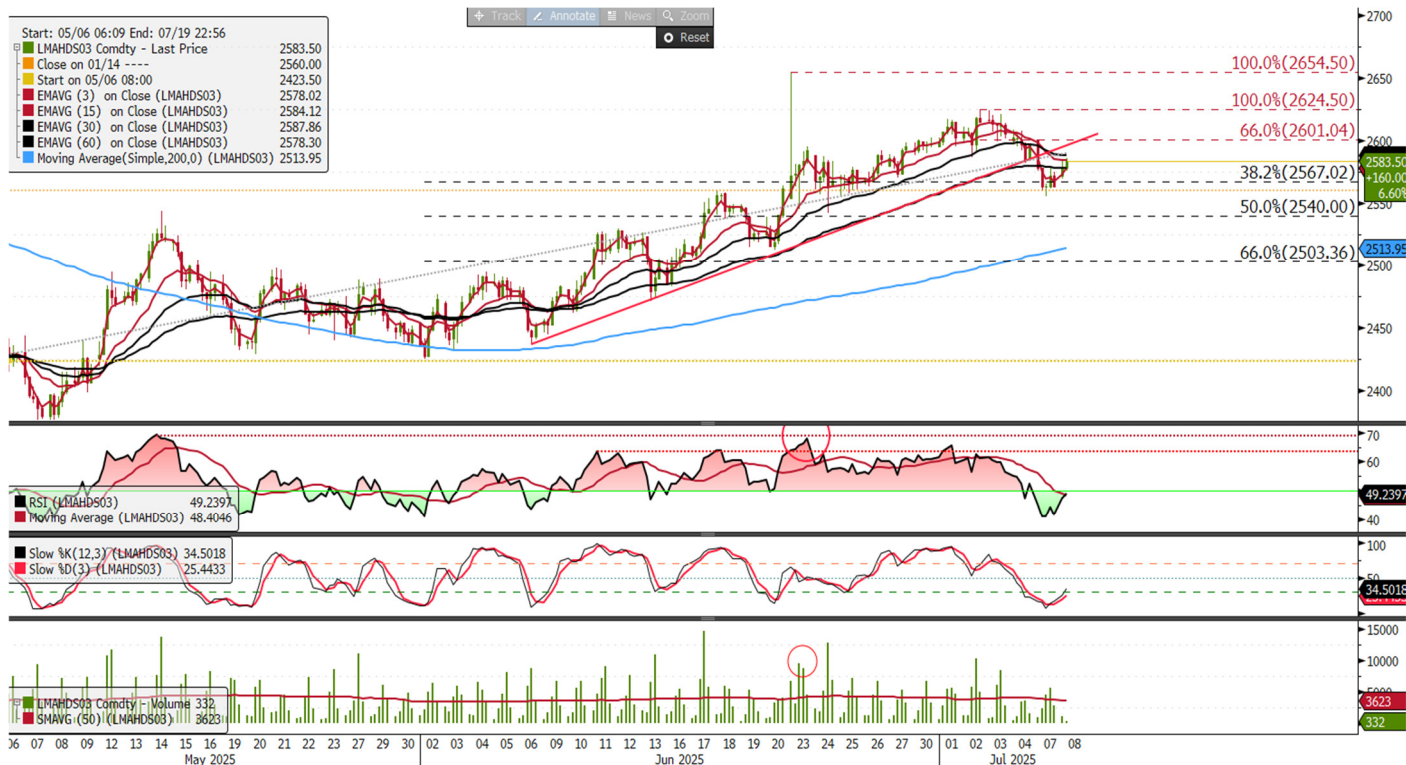 Track Annotate News Zoom
Reset
Start: 05/06 06:09 End: 07/19 22:56
LMAHDS03 Comdty - Last Price 2583.50
Close on 01/14 ---- 2560.00
Start on 05/06 08:00 2423.50
EMAVG (3) on Close (LMAHDS03) 2578.02
EMAVG (15) on Close (LMAHDS03) 2584.12
EMAVG (30) on Close (LMAHDS03) 2587.86
EMAVG (60) on Close (LMAHDS03) 2578.30
Moving Average(Simple,200,0) (LMAHDS03) 2513.95
100.0%(2654.50)
100.0%(2624.50)
66.0%(2601.04)
38.2%(2567.02)
50.0%(2540.00)
66.0%(2503.36)
2700
2650
2600
2583.50
+160.00
6.60%
2550
2513.95
2500
2450
2400
RSI (LMAHDS03) 49.2397
Moving Average (LMAHDS03) 48.4046
70
60
49.2397
40
Slow %K(12,3) (LMAHDS03) 34.5018
Slow %D(3) (LMAHDS03) 25.4433
100
50
34.5018
LMAHDS03 Comdty - Volume 332
SMAVG (50) (LMAHDS03) 3623
15000
10000
5000
3623
332
06 07 08 09 12 13 14 15 16 19 20 21 22 23 27 28 29 30 02 03 04 05 06 09 10 11 12 13 16 17 18 19 20 23 24 25 26 27 30 01 02 03 04 07 08
May 2025 Jun 2025 Jul 2025